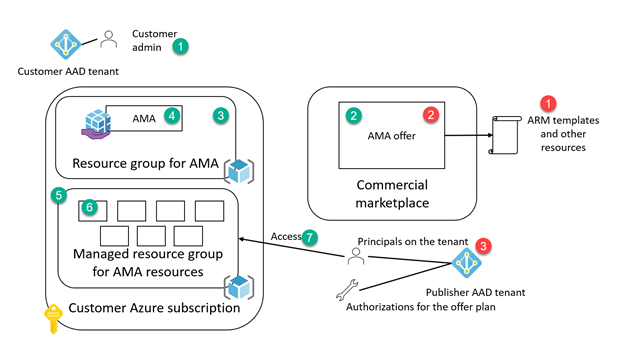 Customer
admin
1
Customer AAD tenant
AMA
4
3
Resource group for AMA
5
6
Managed resource group
for AMA resources
Customer Azure subscription
2
2
AMA offer
Commercial
marketplace
1
ARM templates
and other
resources
Access
7
Principals on the tenant
3
Publisher AAD tenant
Authorizations for the offer plan